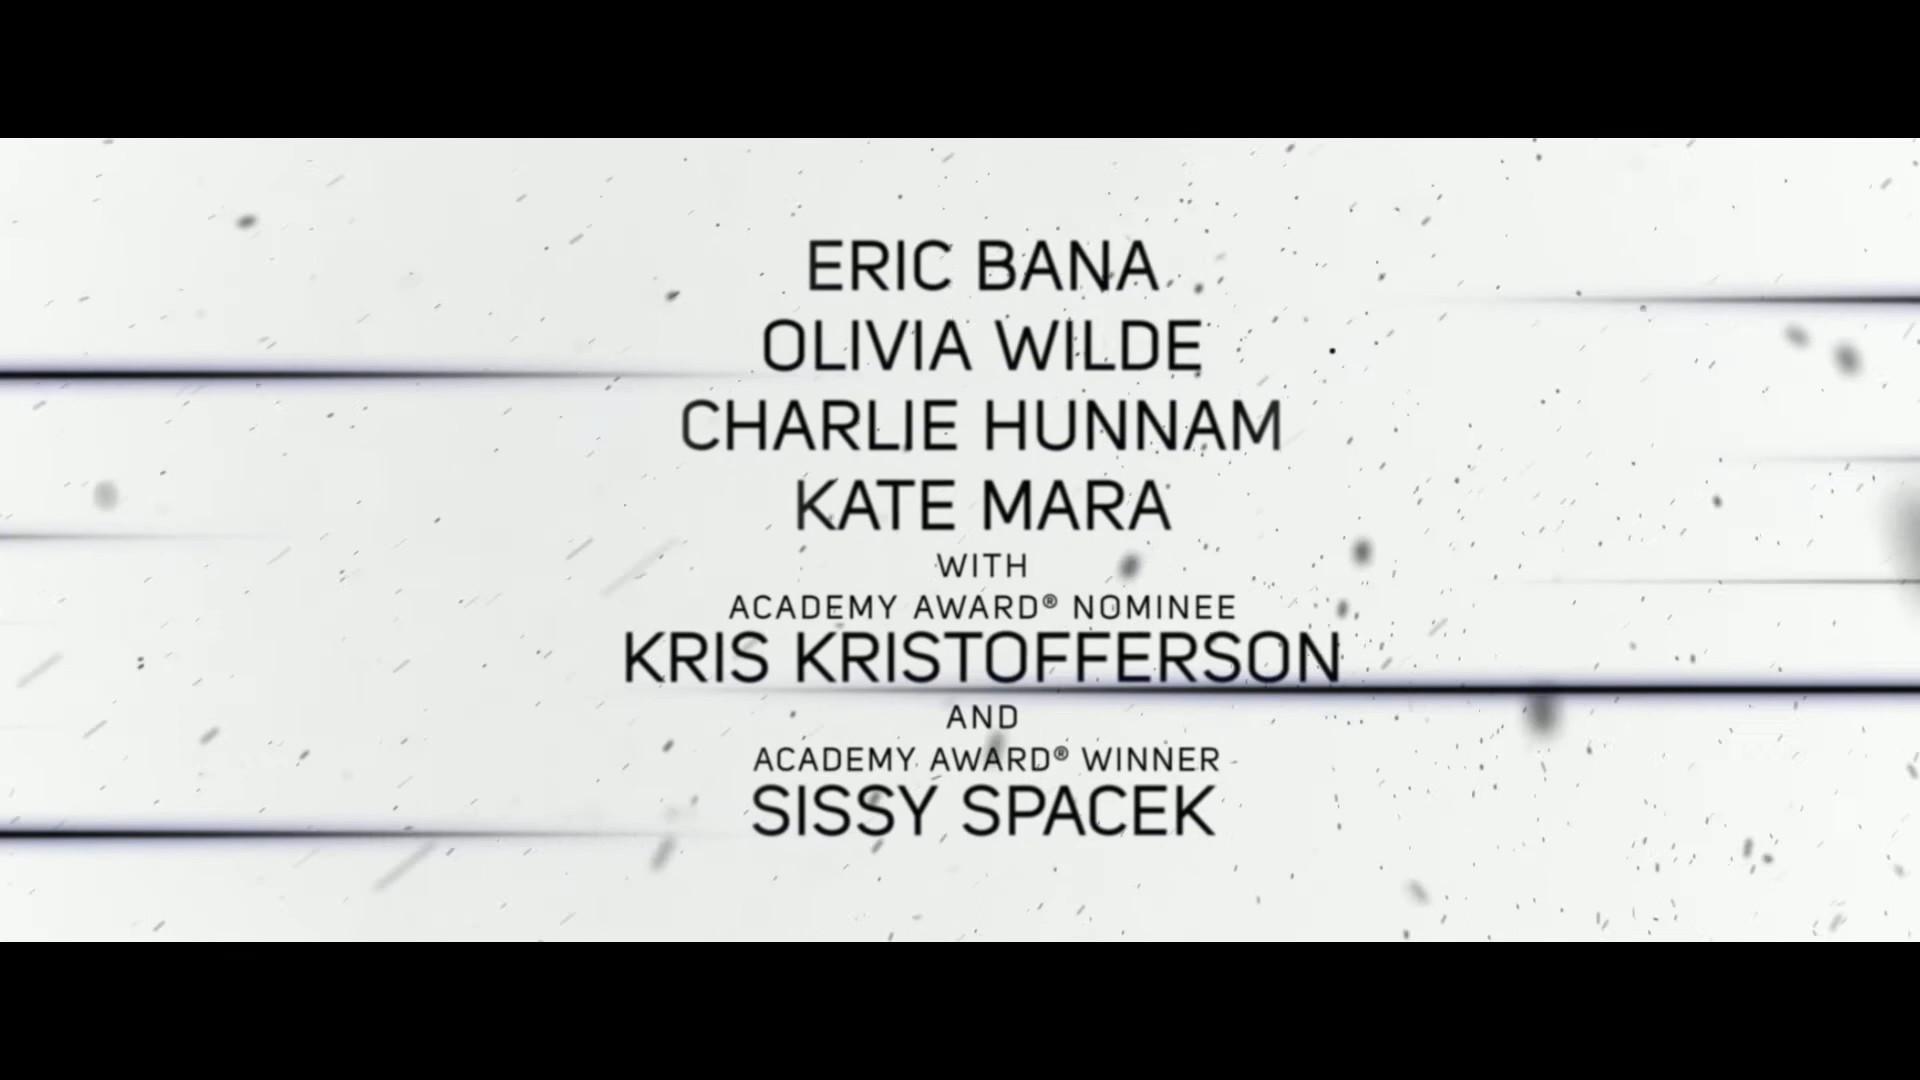 ERIC BANA
OLIVIA WILDE
CHARLIE HUNNAM
KATE MARA
WITH
ACADEMY AWARD® NOMINEE
KRIS KRISTOFFERSON
AND
ACADEMY AWARD® WINNER
SISSY SPACEK